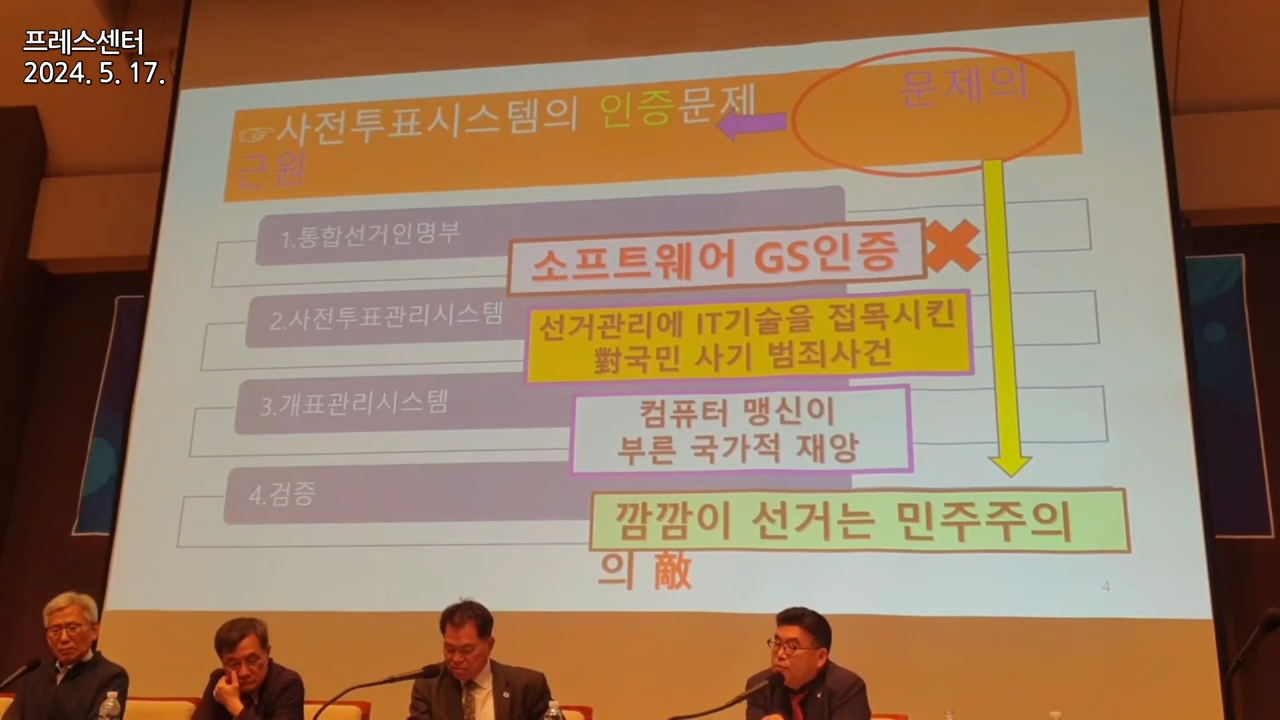 프레스센터
2024. 5. 17.
☞사전투표시스템의 인증문제 문제의
근원
1.통합선거인명부
소프트웨어 GS인증
2.사전투표관리시스템
선거관리에 IT기술을 접목시킨
對국민 사기 범죄사건
3.개표관리시스템
컴퓨터 맹신이
부른 국가적 재앙
4.검증
깜깜이 선거는 민주주의
의 敵
4